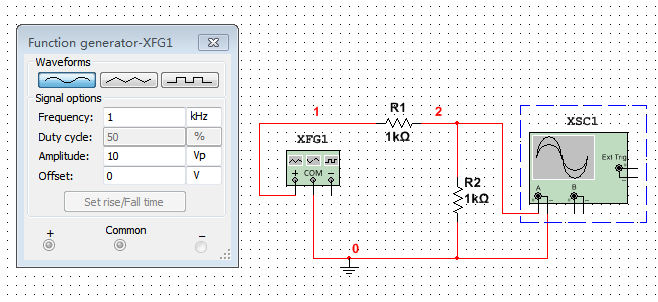 Function generator-XFG1
Waveforms
Signal options
Frequency: 1 kHz
Duty cycle: 50 %
Amplitude: 10 Vp
Offset: 0 V
Set rise/Fall time
+ Common −
1
R1
1kΩ
2
XFG1
+ COM −
R2
1kΩ
0
XSC1
Ext Trig
+
A B
+ − + −